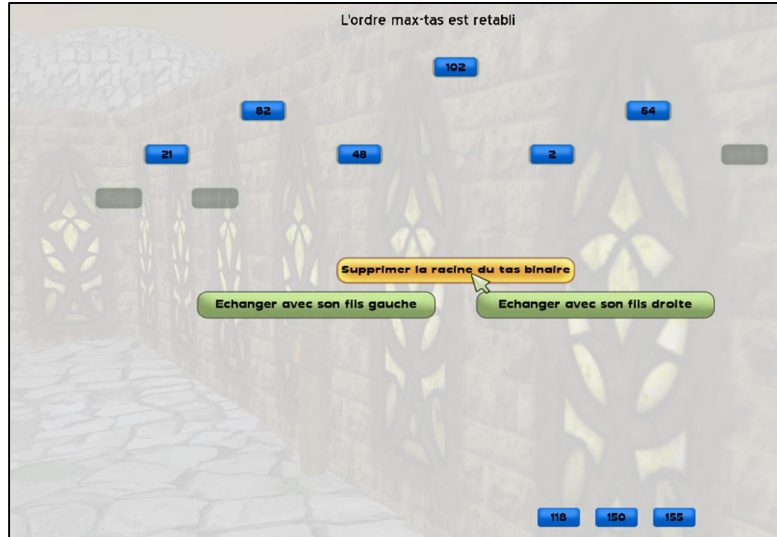 L'ordre max-tas est retabli
102
82
64
21
48
2
Supprimer la racine du tas binaire
Echanger avec son fils gauche
Echanger avec son fils droite
118
150
155